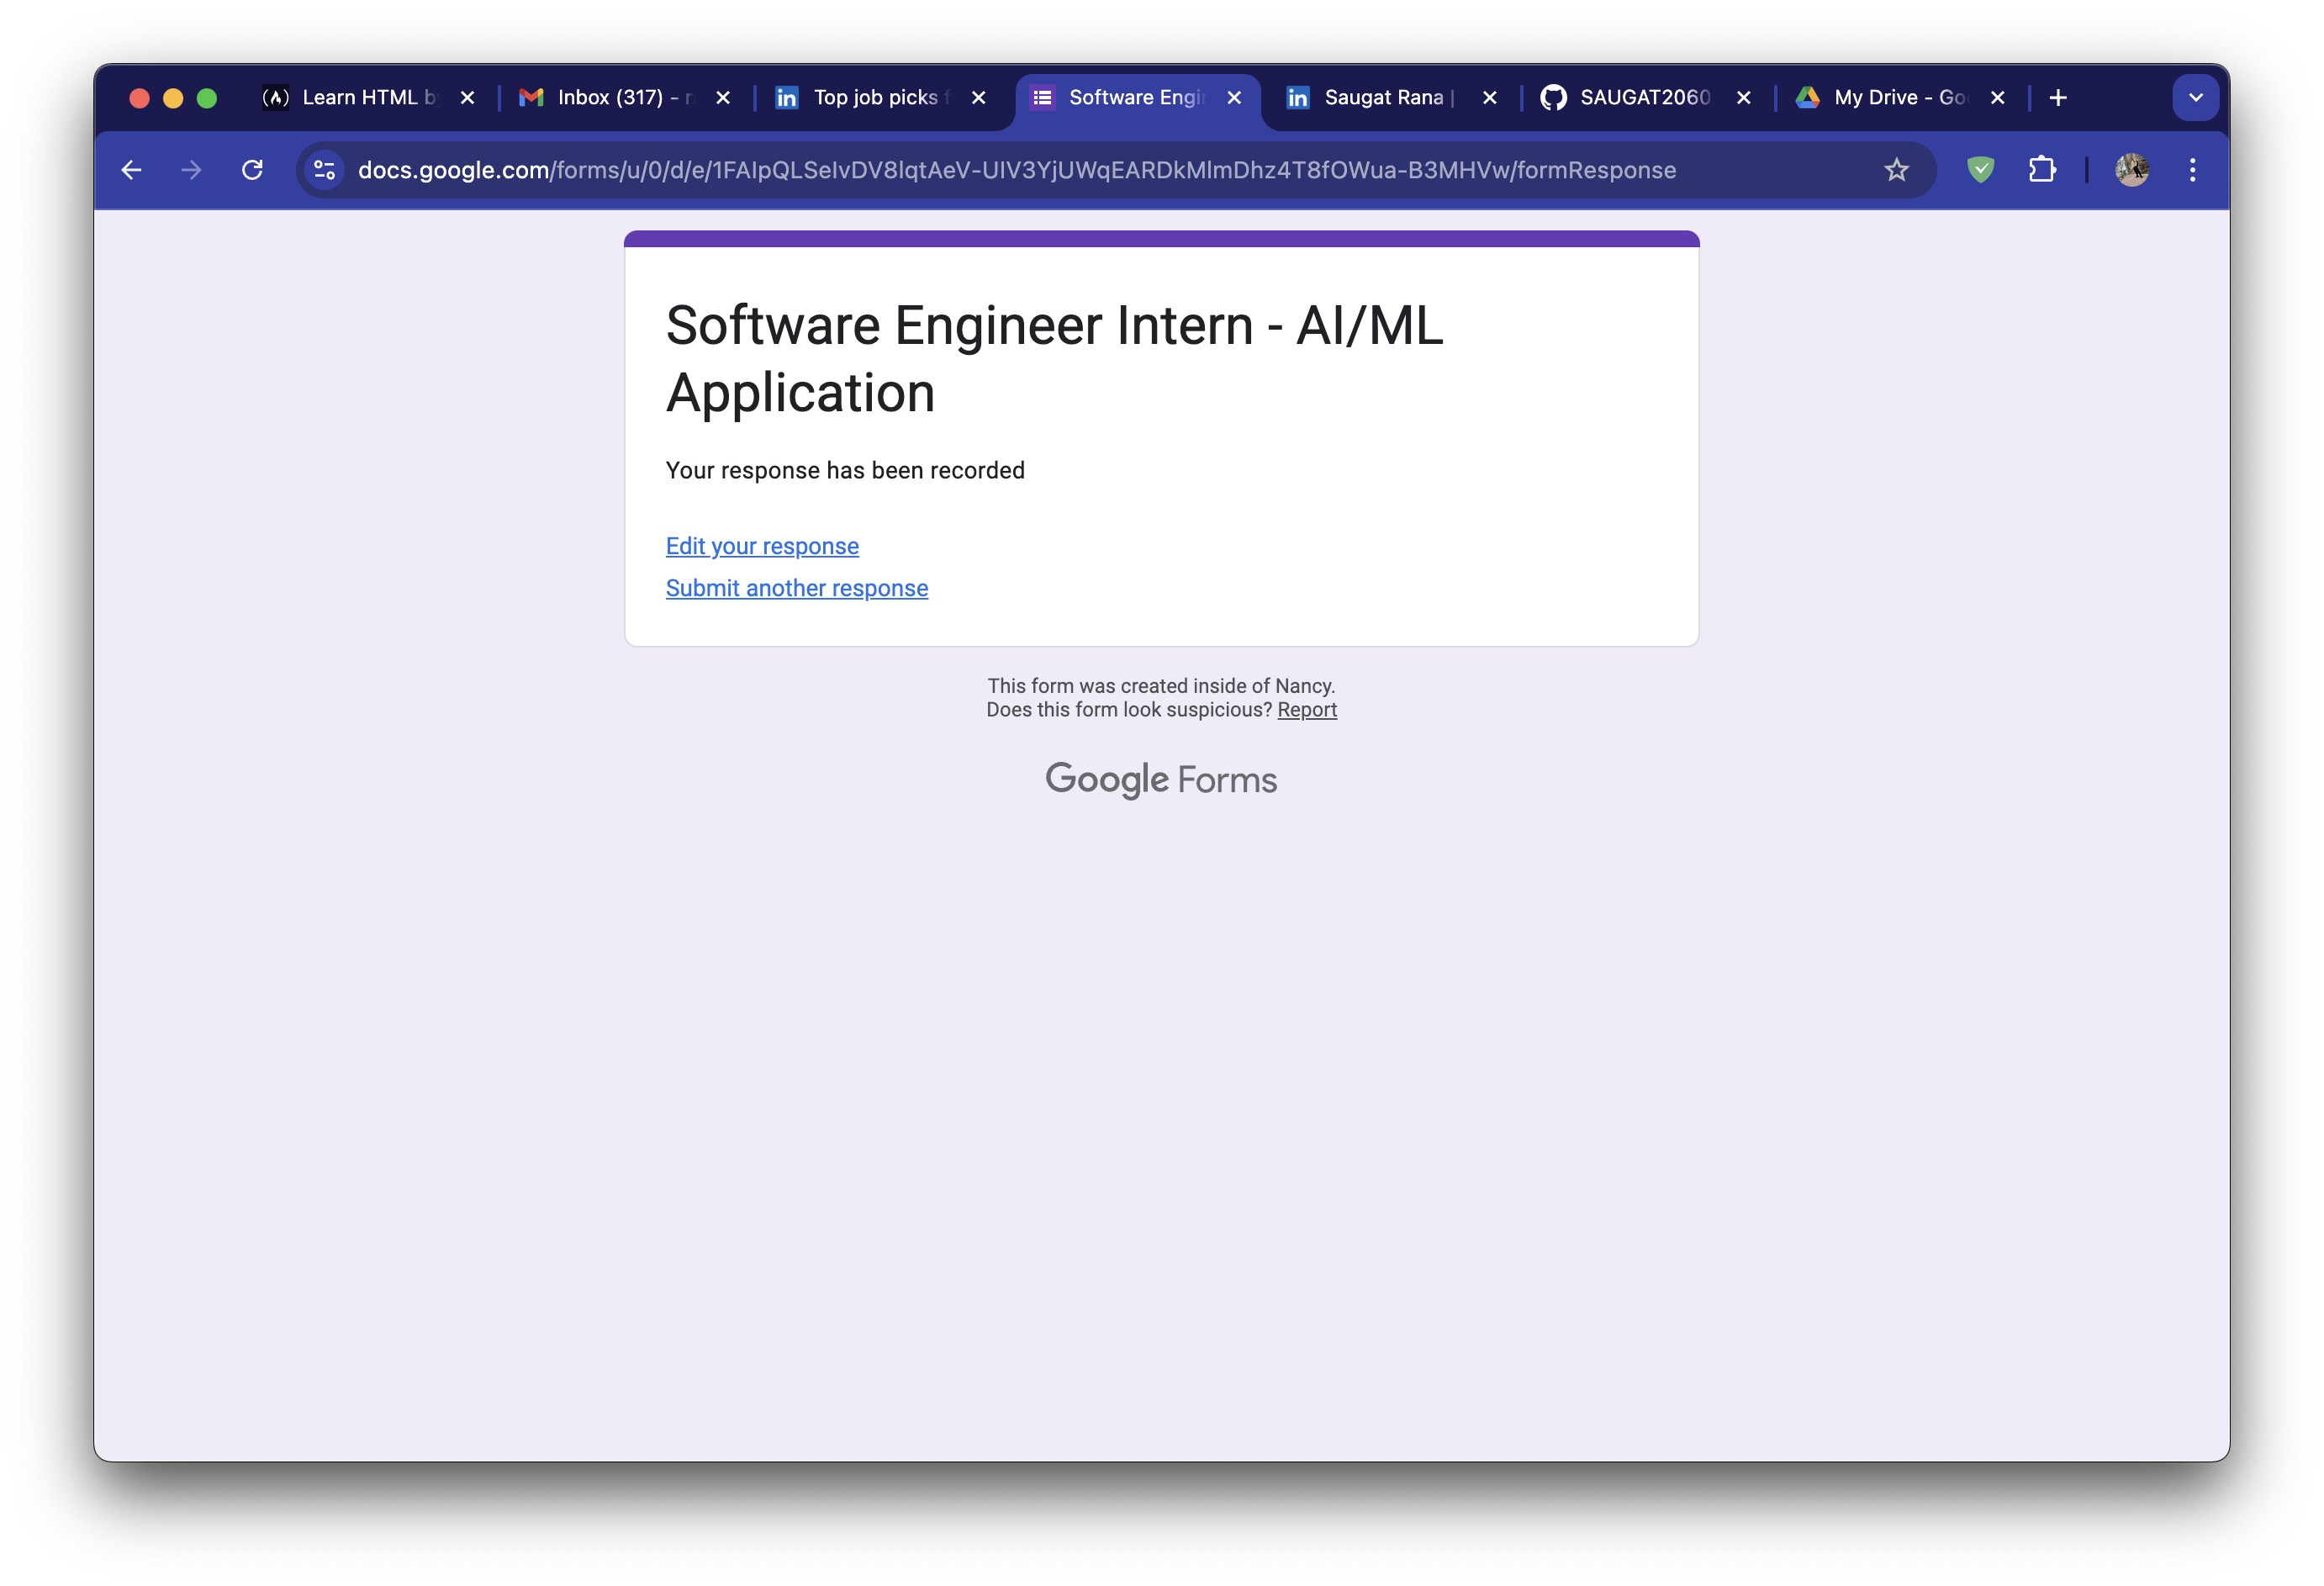 Learn HTML by
Inbox (317) - r
Top job picks f
Software Engi
Saugat Rana |
SAUGAT2060
My Drive - Go
docs.google.com/forms/u/0/d/e/1FAIpQLSeIvDV8lqtAeV-UIV3YjUWqEARDkMlmDhz4T8fOWua-B3MHVw/formResponse
Software Engineer Intern - AI/ML
Application
Your response has been recorded
Edit your response
Submit another response
This form was created inside of Nancy.
Does this form look suspicious? Report
Google Forms